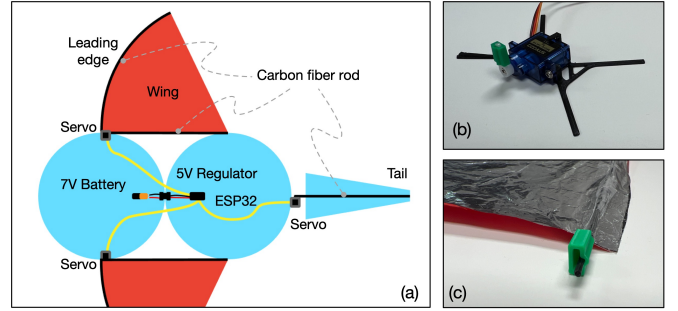 Leading
edge
Wing
Carbon fiber rod
Servo
7V Battery
5V Regulator
ESP32
Tail
Servo
Servo
(a)
(b)
(c)